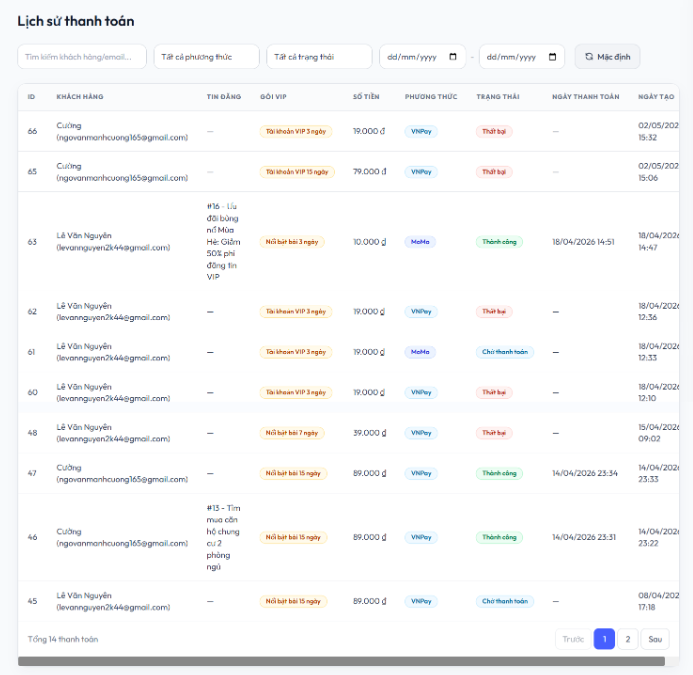 Lịch sử thanh toán
Tìm kiếm khách hàng/email... Tất cả phương thức Tất cả trạng thái dd/mm/yyyy - dd/mm/yyyy Mặc định
ID KHÁCH HÀNG TIN ĐĂNG GÓI VIP SỐ TIỀN PHƯƠNG THỨC TRẠNG THÁI NGÀY THANH TOÁN NGÀY TẠO
66 Cường — Tài khoản VIP 3 ngày 19.000 đ VNPay Thất bại — 02/05/202
(ngovanmanhcuong165@gmail.com) 15:32
65 Cường — Tài khoản VIP 15 ngày 79.000 đ VNPay Thất bại — 02/05/202
(ngovanmanhcuong165@gmail.com) 15:06
#16 - Ưu
đãi bùng
63 Lê Văn Nguyên nổ Mùa Nổi bật bài 3 ngày 10.000 ₫ MoMo Thành công 18/04/2026 14:51 18/04/2026
(levannguyen2k44@gmail.com) Hè: Giảm 14:47
50% phí
đăng tin
VIP
62 Lê Văn Nguyên — Tài khoản VIP 3 ngày 19.000 ₫ VNPay Thất bại — 18/04/2026
(levannguyen2k44@gmail.com) 12:36
61 Lê Văn Nguyên — Tài khoản VIP 3 ngày 19.000 ₫ MoMo Chờ thanh toán — 18/04/2026
(levannguyen2k44@gmail.com) 12:33
60 Lê Văn Nguyên — Tài khoản VIP 3 ngày 19.000 ₫ VNPay Thất bại — 18/04/2026
(levannguyen2k44@gmail.com) 12:10
48 Lê Văn Nguyên — Nổi bật bài 7 ngày 39.000 ₫ VNPay Thất bại — 15/04/2026
(levannguyen2k44@gmail.com) 09:02
47 Cường — Nổi bật bài 15 ngày 89.000 ₫ VNPay Thành công 14/04/2026 23:34 14/04/2026
(ngovanmanhcuong165@gmail.com) 23:33
#13 - Tìm
mua căn
46 Cường hộ chung Nổi bật bài 15 ngày 89.000 ₫ VNPay Thành công 14/04/2026 23:31 14/04/2026
(ngovanmanhcuong165@gmail.com) cư 2 23:22
phòng
ngủ
45 Lê Văn Nguyên — Nổi bật bài 15 ngày 89.000 ₫ VNPay Chờ thanh toán — 08/04/2026
(levannguyen2k44@gmail.com) 17:18
Tổng 14 thanh toán Trước 1 2 Sau